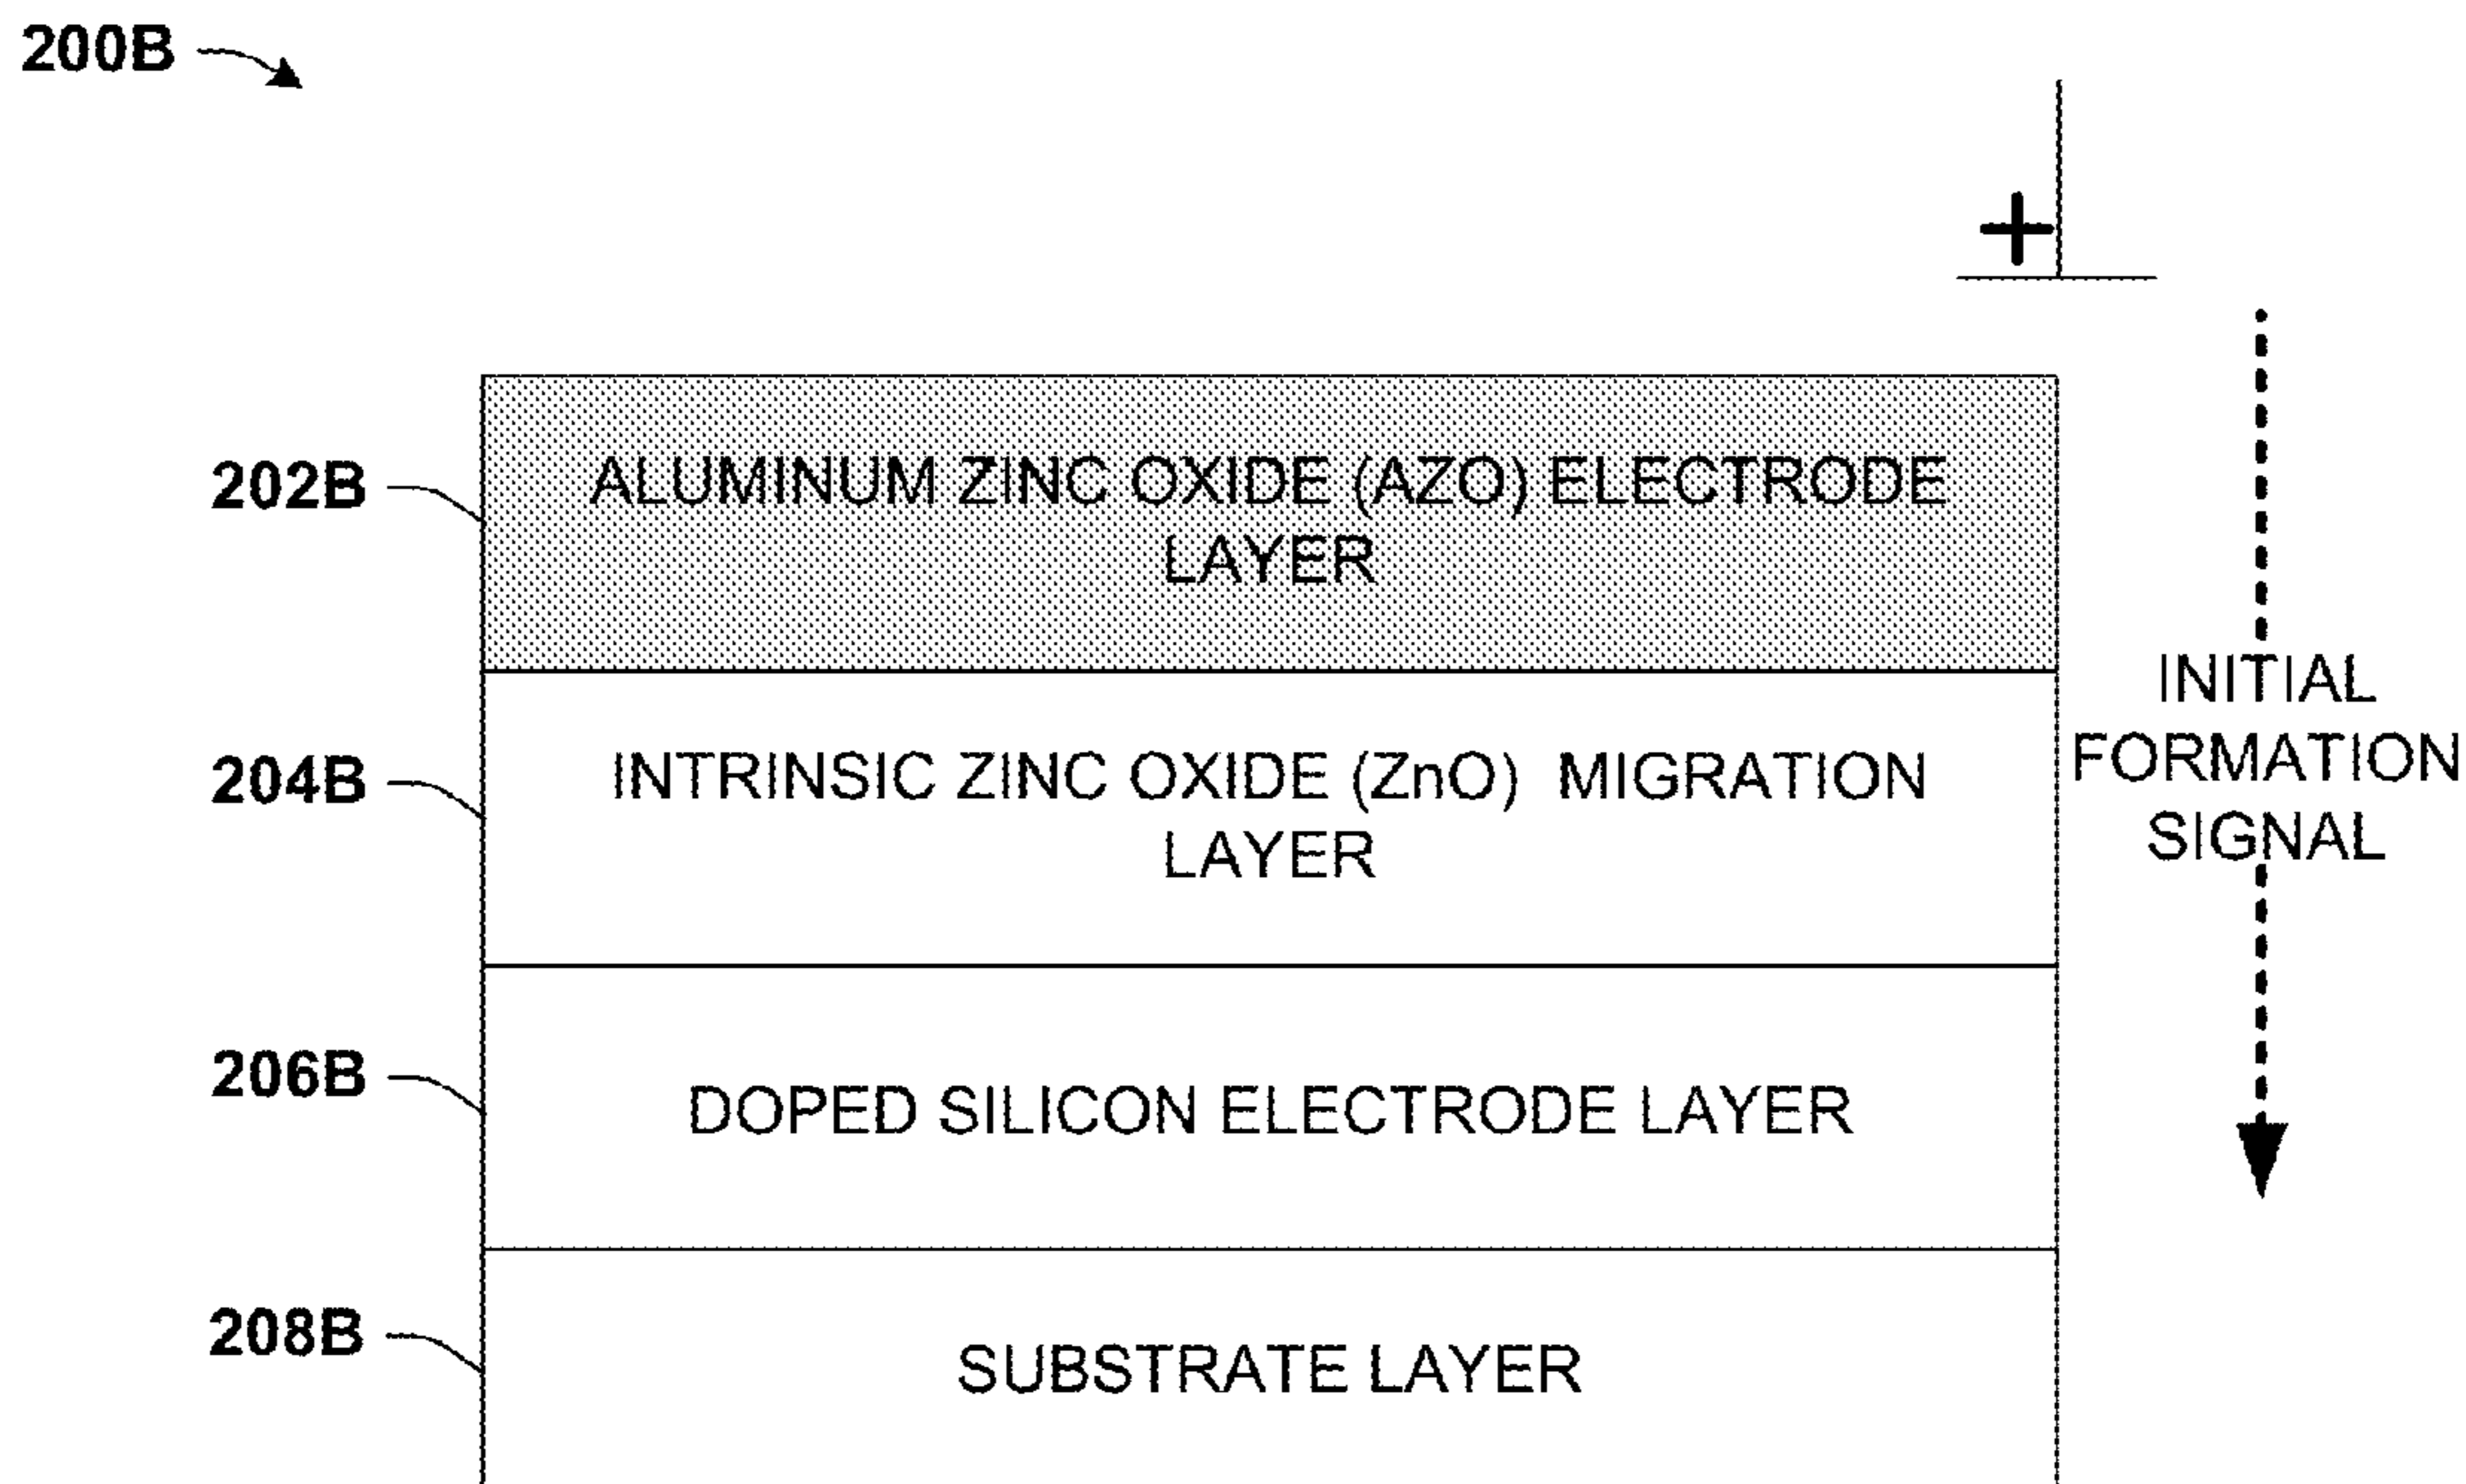 200B
+
202B
ALUMINUM ZINC OXIDE (AZO) ELECTRODE
LAYER
204B
INTRINSIC ZINC OXIDE (ZnO) MIGRATION
LAYER
INITIAL
FORMATION
SIGNAL
206B
DOPED SILICON ELECTRODE LAYER
208B
SUBSTRATE LAYER